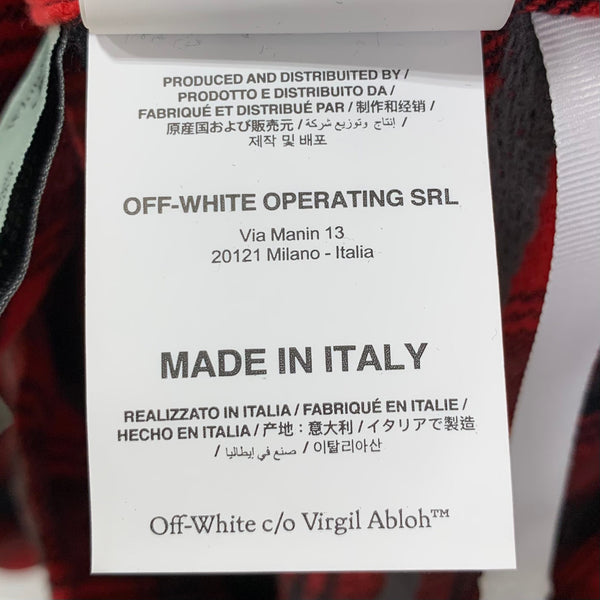 PRODUCED AND DISTRIBUTED BY /
PRODOTTO E DISTRIBUITO DA /
FABRIQUÉ ET DISTRIBUÉ PAR / 制作和经销 /
原産国および販売元 / إنتاج وتوزيع شركة /
제작 및 배포
OFF-WHITE OPERATING SRL
Via Manin 13
20121 Milano - Italia
MADE IN ITALY
REALIZZATO IN ITALIA / FABRIQUÉ EN ITALIE /
HECHO EN ITALIA / 产地：意大利 / イタリアで製造
/ صنع في إيطاليا / 이탈리아산
Off-White c/o Virgil Abloh™